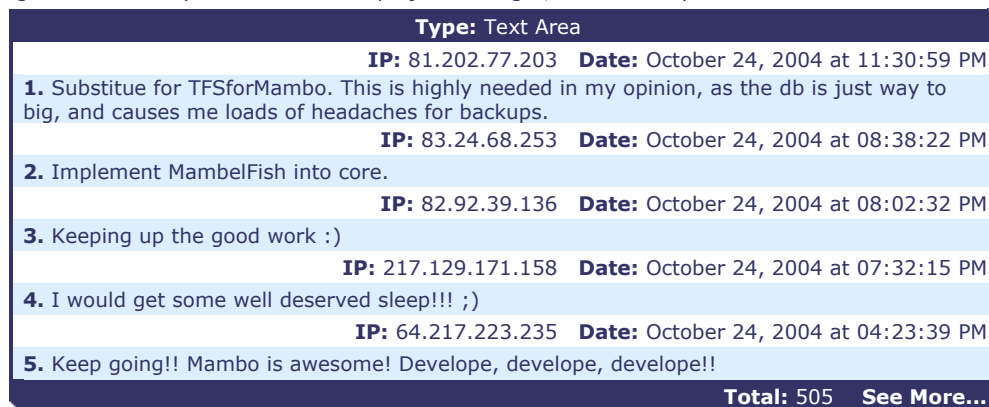 Type: Text Area
IP: 81.202.77.203 Date: October 24, 2004 at 11:30:59 PM
1. Substitue for TFSforMambo. This is highly needed in my opinion, as the db is just way to
big, and causes me loads of headaches for backups.
IP: 83.24.68.253 Date: October 24, 2004 at 08:38:22 PM
2. Implement MambelFish into core.
IP: 82.92.39.136 Date: October 24, 2004 at 08:02:32 PM
3. Keeping up the good work :)
IP: 217.129.171.158 Date: October 24, 2004 at 07:32:15 PM
4. I would get some well deserved sleep!!! ;)
IP: 64.217.223.235 Date: October 24, 2004 at 04:23:39 PM
5. Keep going!! Mambo is awesome! Develope, develope, develope!!
Total: 505 See More...